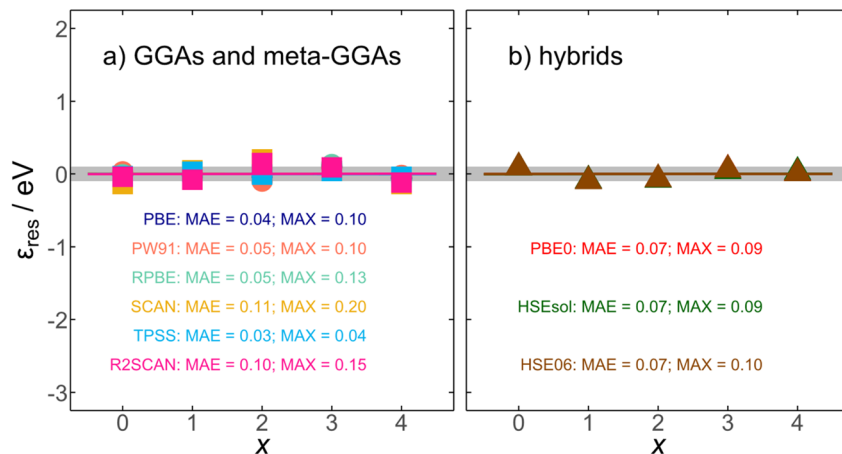 a) GGAs and meta-GGAs
b) hybrids
2
1
0
-1
-2
-3
εres / eV
PBE: MAE = 0.04; MAX = 0.10
PW91: MAE = 0.05; MAX = 0.10
RPBE: MAE = 0.05; MAX = 0.13
SCAN: MAE = 0.11; MAX = 0.20
TPSS: MAE = 0.03; MAX = 0.04
R2SCAN: MAE = 0.10; MAX = 0.15
PBE0: MAE = 0.07; MAX = 0.09
HSEsol: MAE = 0.07; MAX = 0.09
HSE06: MAE = 0.07; MAX = 0.10
0 1 2 3 4
x
0 1 2 3 4
x